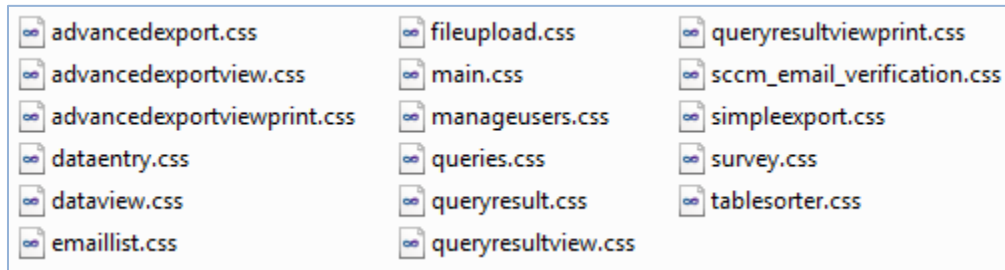 advancedexport.css
advancedexportview.css
advancedexportviewprint.css
dataentry.css
dataview.css
emaillist.css
fileupload.css
main.css
manageusers.css
queries.css
queryresult.css
queryresultview.css
queryresultviewprint.css
sccm_email_verification.css
simpleexport.css
survey.css
tablesorter.css